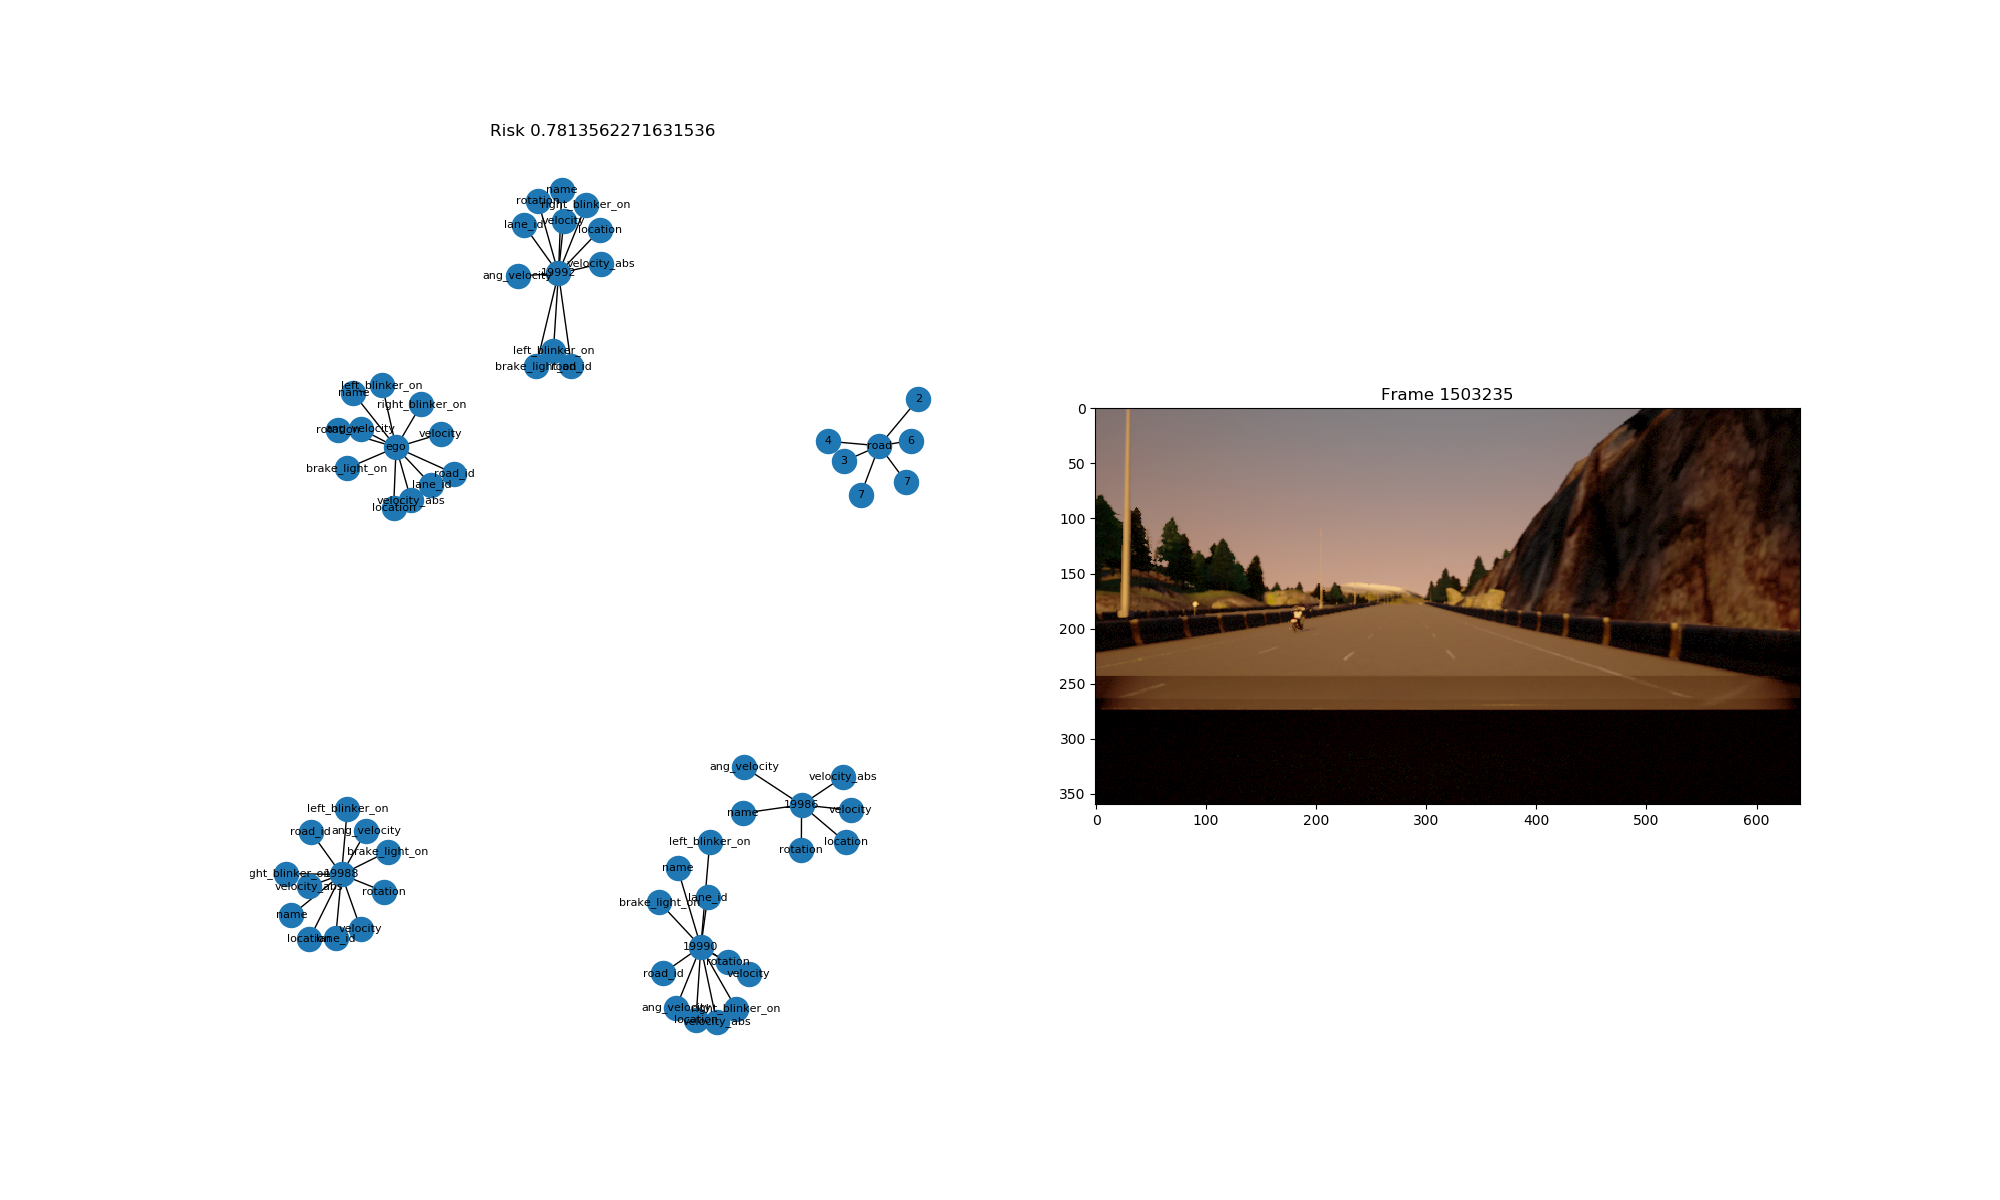 Risk 0.7813562271631536
name
rotation
right_blinker_on
lane_id
velocity
location
velocity_abs
ang_velocity
19992
left_blinker_on
brake_light_on
road_id
left_blinker_on
name
right_blinker_on
rotation
ang_velocity
velocity
ego
brake_light_on
road_id
lane_id
velocity_abs
location
2
4
road
6
3
7
7
Frame 1503235
0
50
100
150
200
250
300
350
0
100
200
300
400
500
600
ang_velocity
velocity_abs
19986
name
velocity
location
rotation
left_blinker_on
road_id
ang_velocity
brake_light_on
ght_blinker_on
19988
velocity_abs
rotation
name
velocity
location
lane_id
left_blinker_on
name
lane_id
brake_light_on
19990
rotation
road_id
velocity
ang_velocity
right_blinker_on
location
velocity_abs